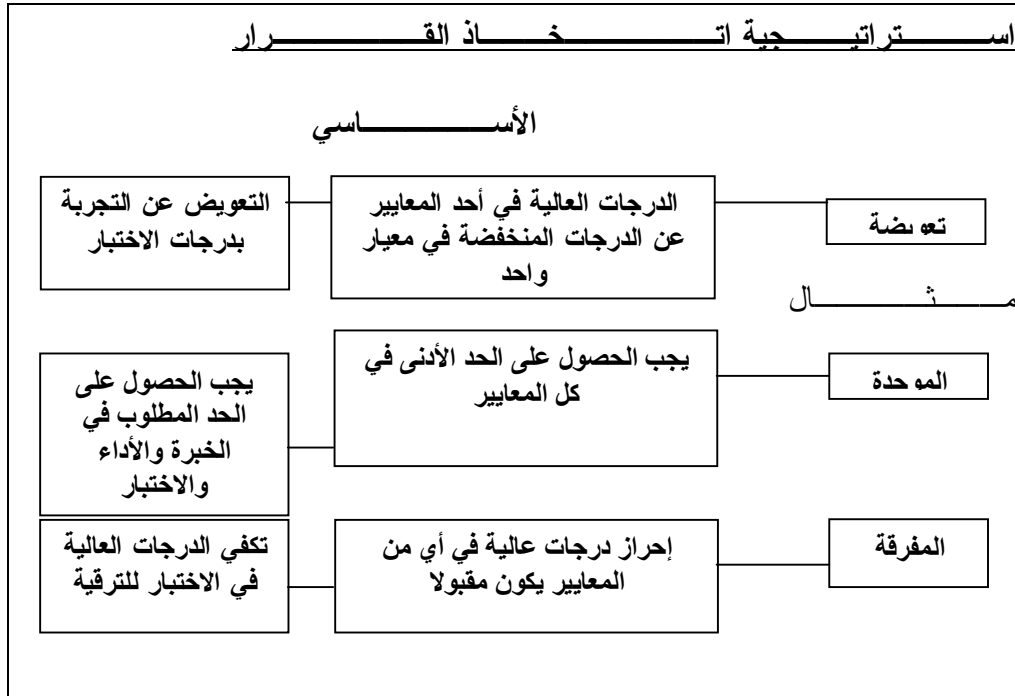 استراتيجية اتخاذ القرار
الأساسي
تعويضة
الدرجات العالية في أحد المعايير
عن الدرجات المنخفضة في معيار
واحد
التعويض عن التجربة
بدرجات الاختبار
مثال
الموحدة
يجب الحصول على الحد الأدنى في
كل المعايير
يجب الحصول على
الحد المطلوب في
الخبرة والأداء
والاختبار
المفرقة
إحراز درجات عالية في أي من
المعايير يكون مقبولا
تكفي الدرجات العالية
في الاختبار للترقية